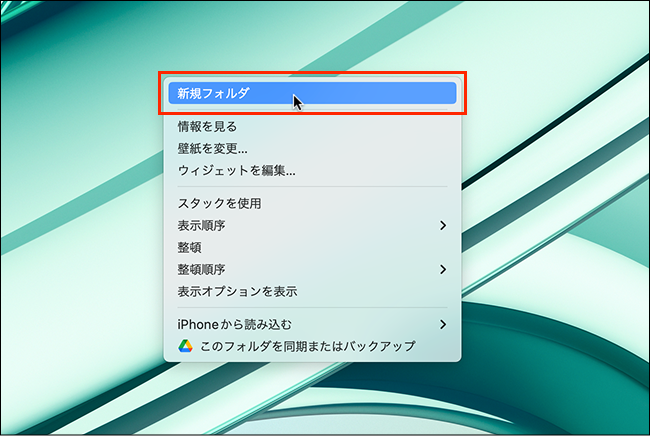 新規フォルダ
情報を見る
壁紙を変更...
ウィジェットを編集...
スタックを使用
表示順序
整頓
整頓順序
表示オプションを表示
iPhoneから読み込む
このフォルダを同期またはバックアップ